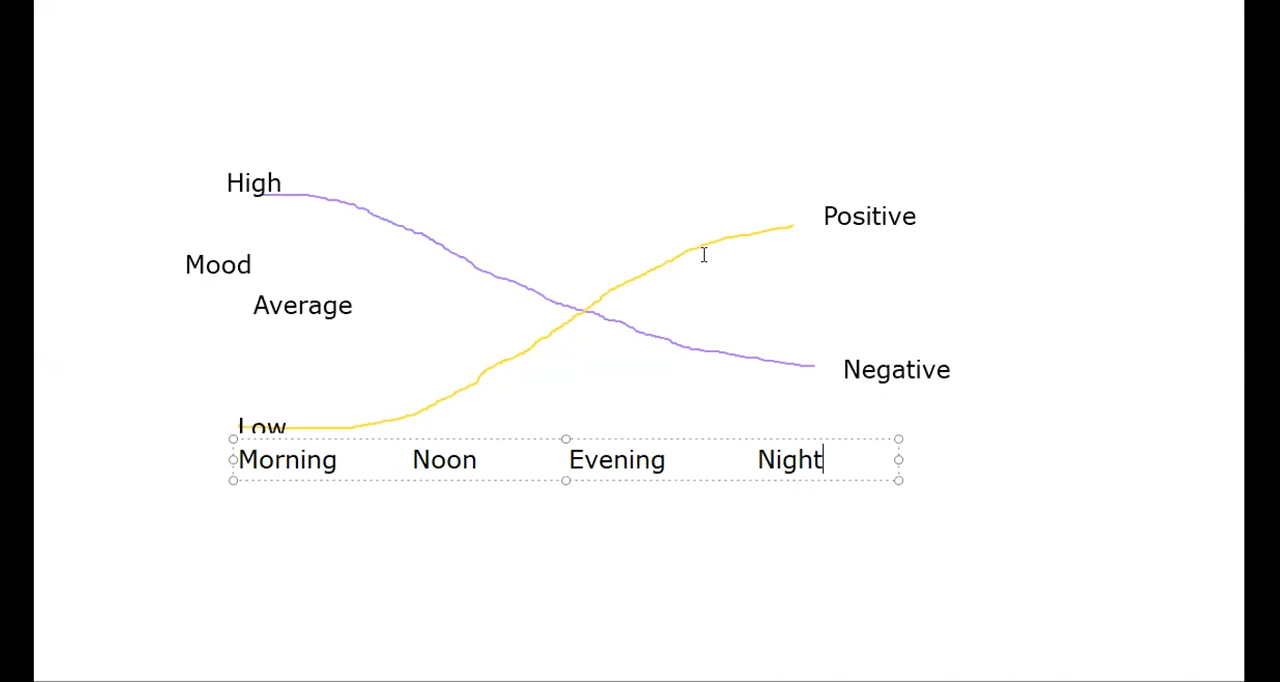 High
Positive
Mood
Average
Negative
Low
Morning Noon Evening Night